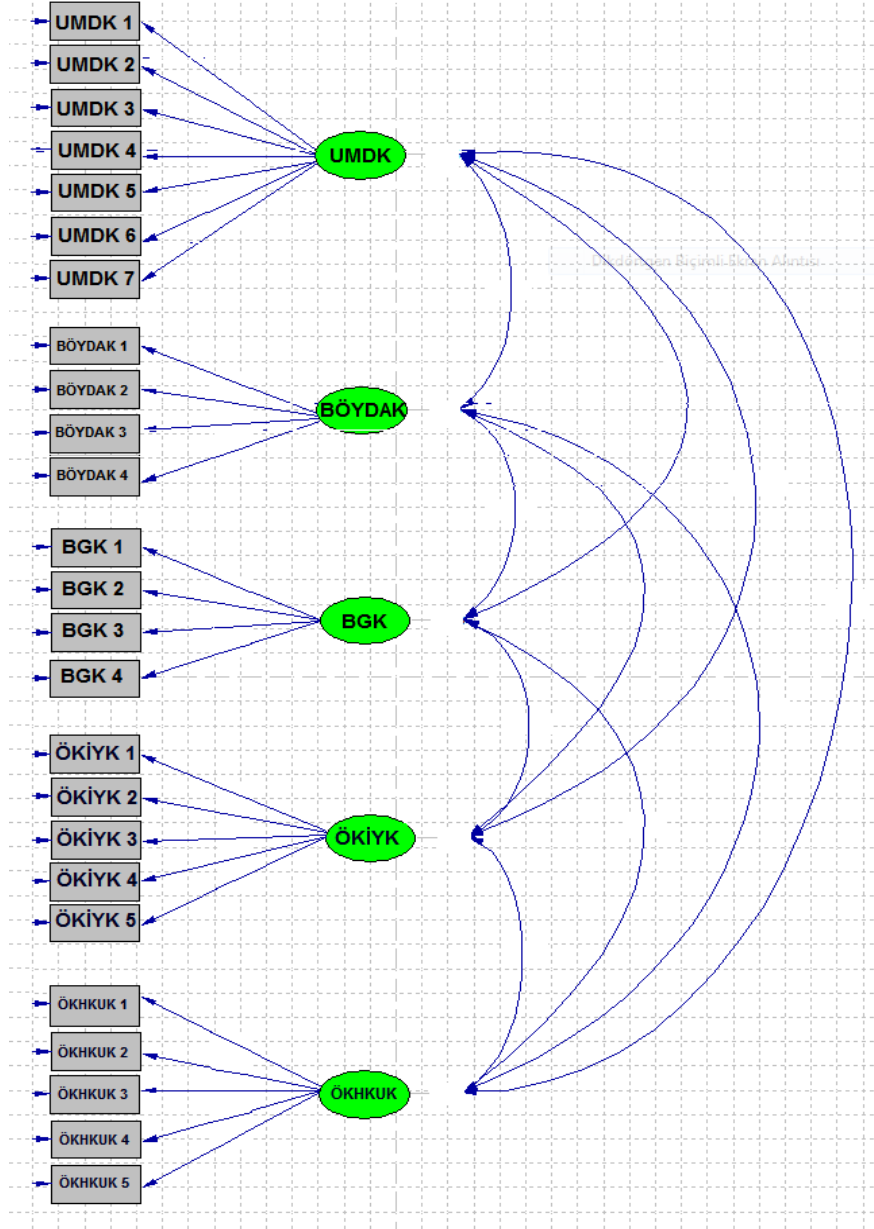 UMDK 1
UMDK 2
UMDK 3
UMDK 4
UMDK 5
UMDK 6
UMDK 7
UMDK
BÖYDAK 1
BÖYDAK 2
BÖYDAK 3
BÖYDAK 4
BÖYDAK
BGK 1
BGK 2
BGK 3
BGK 4
BGK
ÖKİYK 1
ÖKİYK 2
ÖKİYK 3
ÖKİYK 4
ÖKİYK 5
ÖKİYK
ÖKHKUK 1
ÖKHKUK 2
ÖKHKUK 3
ÖKHKUK 4
ÖKHKUK 5
ÖKHKUK
Biçimli Ekran Alıntısı